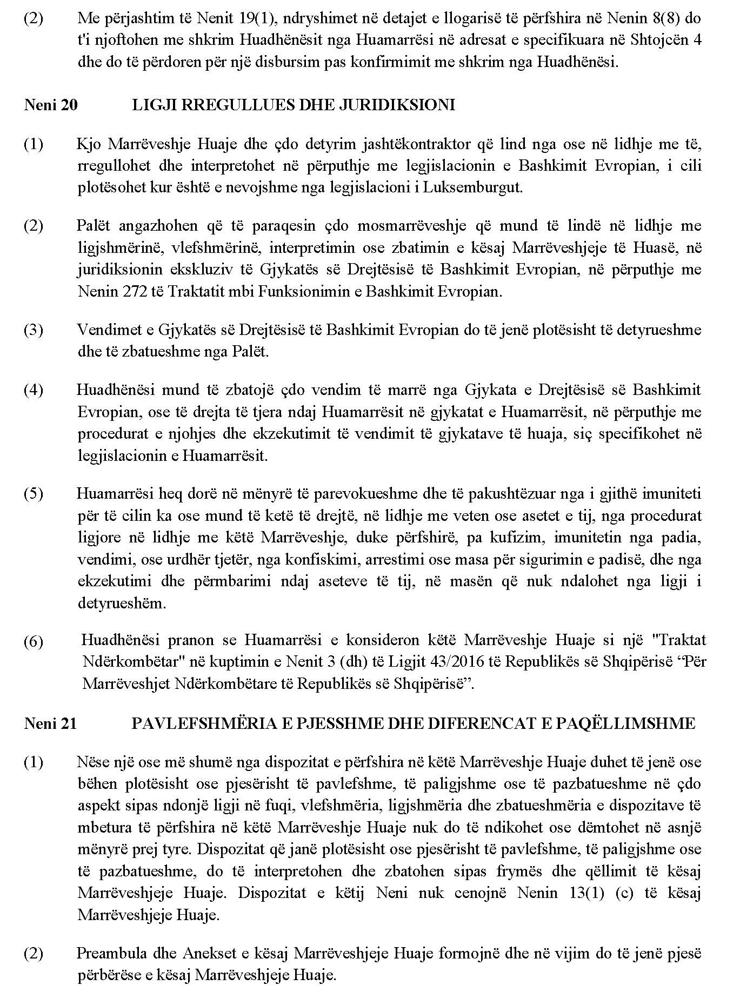 (2) Me përjashtim të Nenit 19(1), ndryshimet në detajet e llogarisë të përfshira në Nenin 8(8) do
t'i njoftohen me shkrim Huadhënësit nga Huamarrësi në adresat e specifikuara në Shtojcën 4
dhe do të përdoren për një disbursim pas konfirmimit me shkrim nga Huadhënësi.
Neni 20 LIGJI RREGULLUES DHE JURIDIKSIONI
(1) Kjo Marrëveshje Huaje dhe çdo detyrim jashtëkontraktor që lind nga ose në lidhje me të,
rregullohet dhe interpretohet në përputhje me legjislacionin e Bashkimit Evropian, i cili
plotësohet kur është e nevojshme nga legjislacioni i Luksemburgut.
(2) Palët angazhohen që të paraqesin çdo mosmarrëveshje që mund të lindë në lidhje me
ligjshmërinë, vlefshmërinë, interpretimin ose zbatimin e kësaj Marrëveshjeje të Huasë, në
juridiksionin ekskluziv të Gjykatës së Drejtësisë të Bashkimit Evropian, në përputhje me
Nenin 272 të Traktatit mbi Funksionimin e Bashkimit Evropian.
(3) Vendimet e Gjykatës së Drejtësisë të Bashkimit Evropian do të jenë plotësisht të detyrueshme
dhe të zbatueshme nga Palët.
(4) Huadhënësi mund të zbatojë çdo vendim të marrë nga Gjykata e Drejtësisë së Bashkimit
Evropian, ose të drejta të tjera ndaj Huamarrësit në gjykatat e Huamarrësit, në përputhje me
procedurat e njohjes dhe ekzekutimit të vendimit të gjykatave të huaja, siç specifikohet në
legjislacionin e Huamarrësit.
(5) Huamarrësi heq dorë në mënyrë të parevokueshme dhe të pakushtëzuar nga i gjithë imuniteti
për të cilin ka ose mund të ketë të drejtë, në lidhje me veten ose asetet e tij, nga procedurat
ligjore në lidhje me këtë Marrëveshje, duke përfshirë, pa kufizim, imunitetin nga padia,
vendimi, ose urdhër tjetër, nga konfiskimi, arrestimi ose masa për sigurimin e padisë, dhe nga
ekzekutimi dhe përmbarimi ndaj aseteve të tij, në masën që nuk ndalohet nga ligji i
detyrueshëm.
(6) Huadhënësi pranon se Huamarrësi e konsideron këtë Marrëveshje Huaje si një "Traktat
Ndërkombëtar" në kuptimin e Nenit 3 (dh) të Ligjit 43/2016 të Republikës së Shqipërisë “Për
Marrëveshjet Ndërkombëtare të Republikës së Shqipërisë”.
Neni 21 PAVLEFSHMËRIA E PJESSHME DHE DIFERENCAT E PAQËLLIMSHME
(1) Nëse një ose më shumë nga dispozitat e përfshira në këtë Marrëveshje Huaje duhet të jenë ose
bëhen plotësisht ose pjesërisht të pavlefshme, të paligjshme ose të pazbatueshme në çdo
aspekt sipas ndonjë ligji në fuqi, vlefshmëria, ligjshmëria dhe zbatueshmëria e dispozitave të
mbetura të përfshira në këtë Marrëveshje Huaje nuk do të ndikohet ose dëmtohet në asnjë
mënyrë prej tyre. Dispozitat që janë plotësisht ose pjesërisht të pavlefshme, të paligjshme ose
të pazbatueshme, do të interpretohen dhe zbatohen sipas frymës dhe qëllimit të kësaj
Marrëveshjeje Huaje. Dispozitat e këtij Neni nuk cenojnë Nenin 13(1) (c) të kësaj
Marrëveshjeje Huaje.
(2) Preambula dhe Anekset e kësaj Marrëveshjeje Huaje formojnë dhe në vijim do të jenë pjesë
përbërëse e kësaj Marrëveshjeje Huaje.